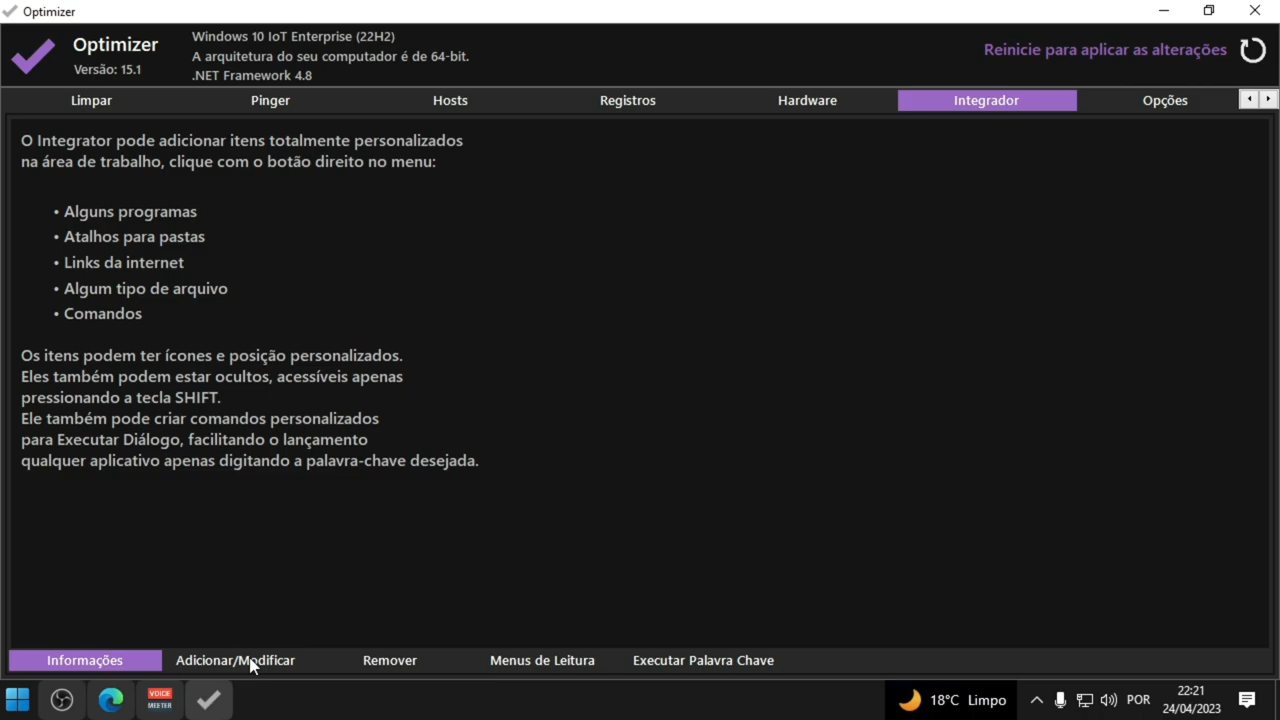 Optimizer
Optimizer
Versão: 15.1
Windows 10 IoT Enterprise (22H2)
A arquitetura do seu computador é de 64-bit.
.NET Framework 4.8
Reinicie para aplicar as alterações
Limpar
Pinger
Hosts
Registros
Hardware
Integrador
Opções
O Integrator pode adicionar itens totalmente personalizados
na área de trabalho, clique com o botão direito no menu:
• Alguns programas
• Atalhos para pastas
• Links da internet
• Algum tipo de arquivo
• Comandos
Os itens podem ter ícones e posição personalizados.
Eles também podem estar ocultos, acessíveis apenas
pressionando a tecla SHIFT.
Ele também pode criar comandos personalizados
para Executar Diálogo, facilitando o lançamento
qualquer aplicativo apenas digitando a palavra-chave desejada.
Informações
Adicionar/Modificar
Remover
Menus de Leitura
Executar Palavra Chave
VOICE
MEETER
18°C Limpo
POR
22:21
24/04/2023